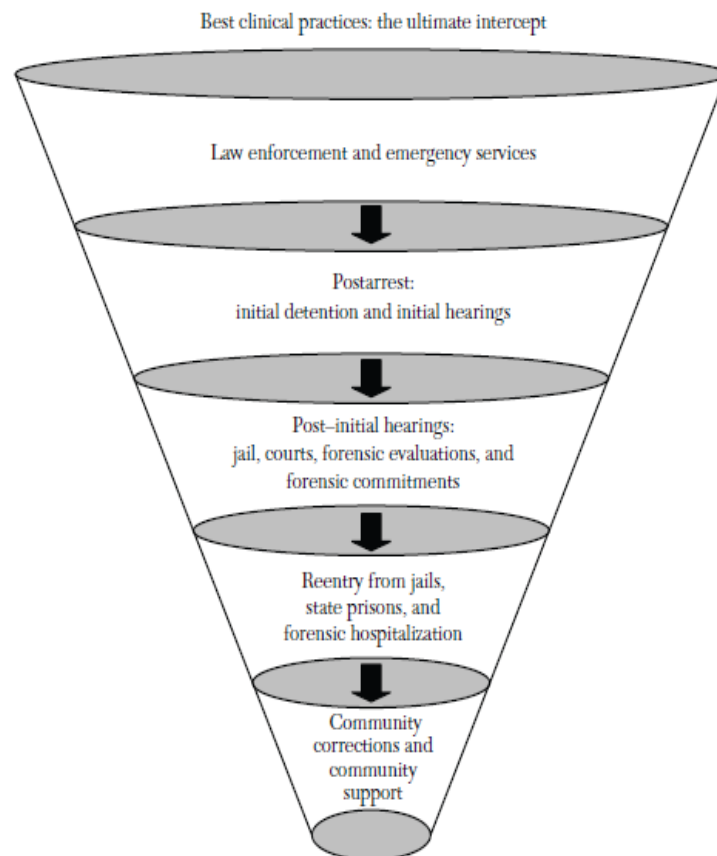 Best clinical practices: the ultimate intercept
Law enforcement and emergency services
Postarrest:
initial detention and initial hearings
Post–initial hearings:
jail, courts, forensic evaluations, and
forensic commitments
Reentry from jails,
state prisons, and
forensic hospitalization
Community
corrections and
community
support